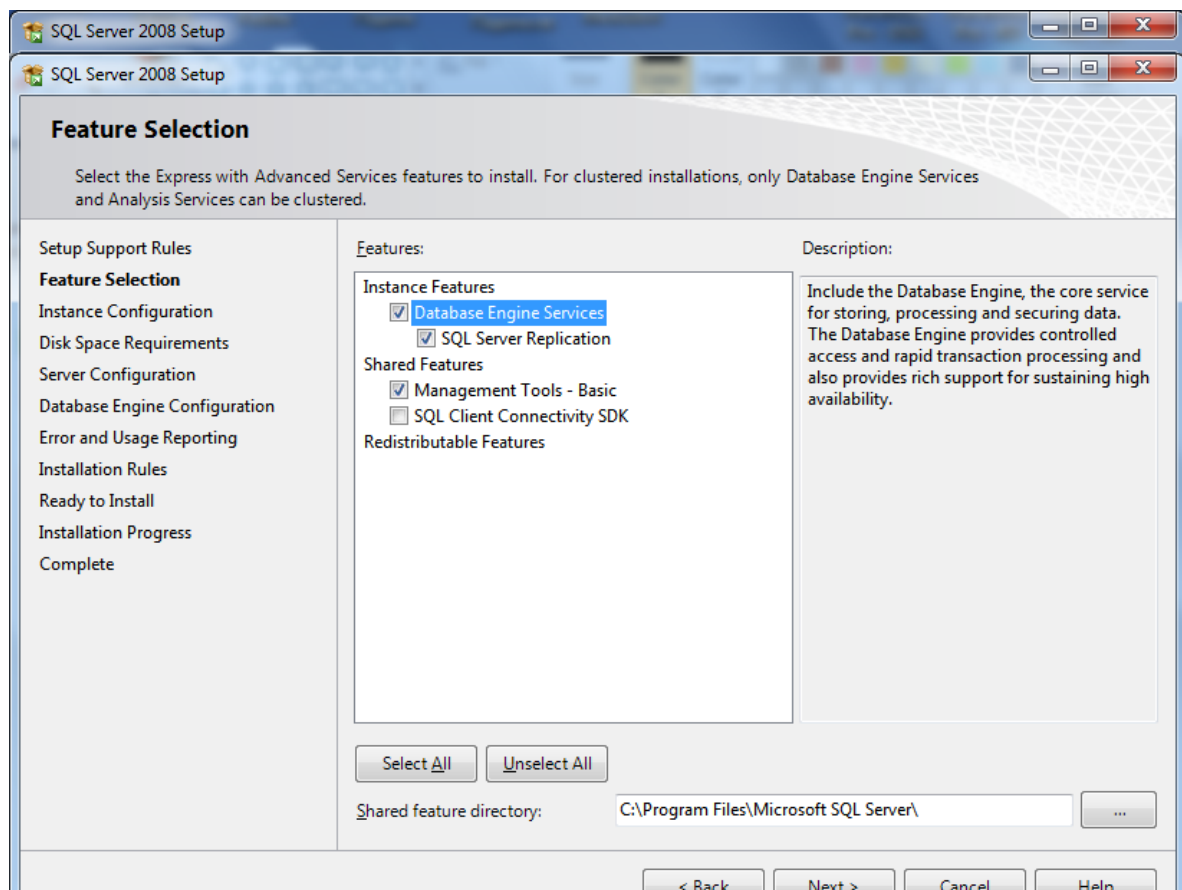 SQL Server 2008 Setup
SQL Server 2008 Setup
Feature Selection
Select the Express with Advanced Services features to install. For clustered installations, only Database Engine Services
and Analysis Services can be clustered.
Setup Support Rules
Feature Selection
Instance Configuration
Disk Space Requirements
Server Configuration
Database Engine Configuration
Error and Usage Reporting
Installation Rules
Ready to Install
Installation Progress
Complete
Features:
Instance Features
Database Engine Services
SQL Server Replication
Shared Features
Management Tools - Basic
SQL Client Connectivity SDK
Redistributable Features
Description:
Include the Database Engine, the core service
for storing, processing and securing data.
The Database Engine provides controlled
access and rapid transaction processing and
also provides rich support for sustaining high
availability.
Select All
Unselect All
Shared feature directory:
C:\Program Files\Microsoft SQL Server\
...
< Back
Next >
Cancel
Help